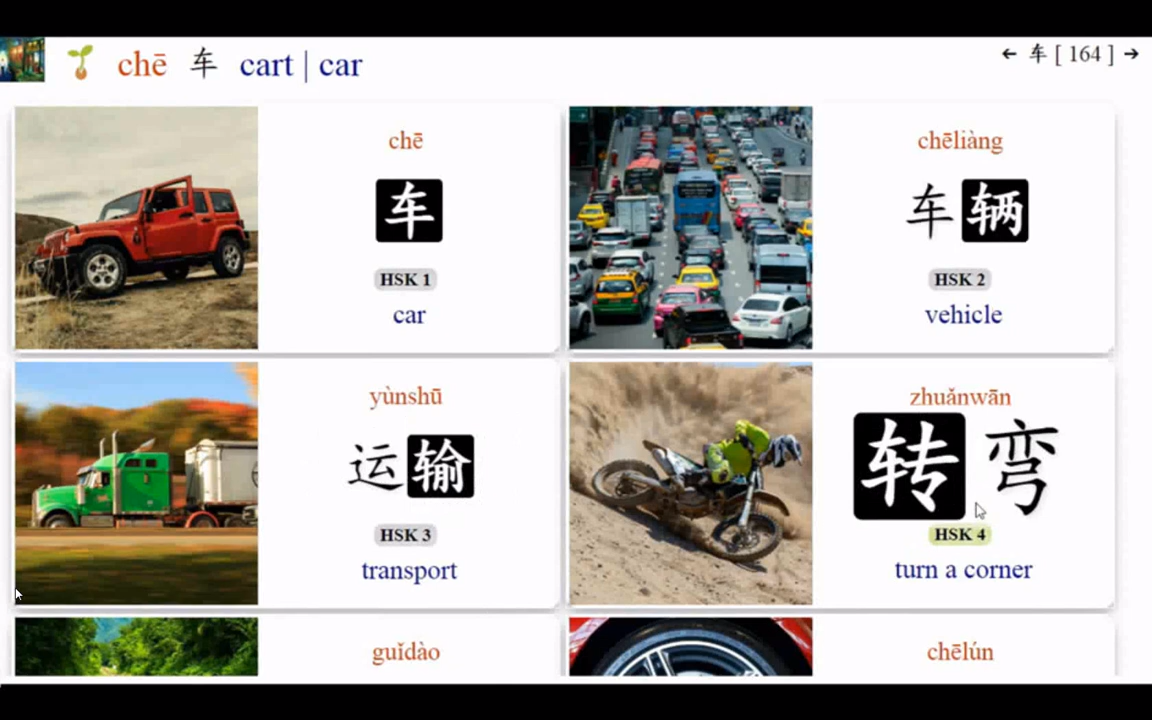 chē 车 cart | car
← 车 [ 164 ] →
chē
车
HSK 1
car
chēliàng
车辆
HSK 2
vehicle
yùnshū
运输
HSK 3
transport
zhuǎnwān
转弯
HSK 4
turn a corner
guǐdào
chēlún